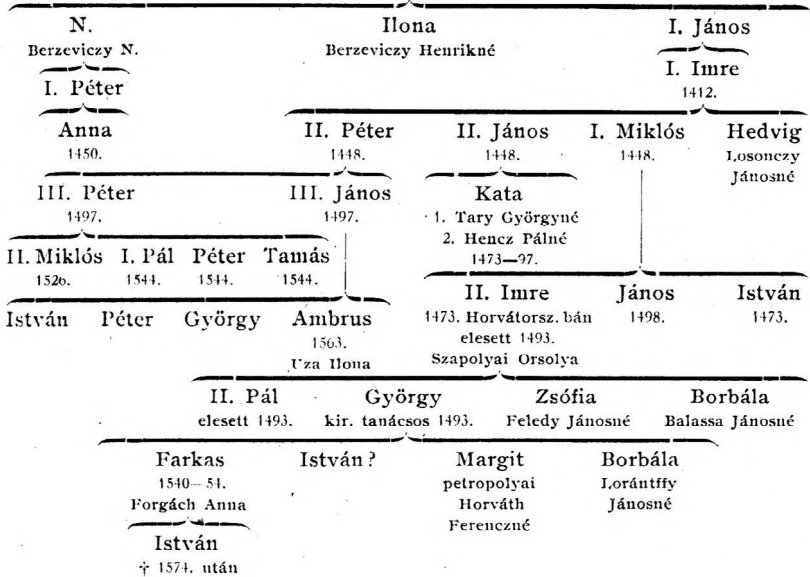 N. Ilona I. János
Berzeviczy N. Berzeviczy Henrikné I. Imre
I. Péter 1412.
Anna II. Péter II. János I. Miklós Hedvig
1450. 1448. 1448. 1448. Losonczy
Jánosné
III. Péter III. János Kata
1497. 1497. 1. Tary Györgyné
2. Hencz Pálné
II. Miklós I. Pál Péter Tamás 1473—97.
1526. 1544. 1544. 1544.
II. Imre János István
István Péter György Ambrus 1473. Horvátorsz. bán 1498. 1473.
1563. elesett 1493.
Uza Ilona Szapolyai Orsolya
II. Pál György Zsófia Borbála
elesett 1493. kir. tanácsos 1493. Feledy Jánosné Balassa Jánosné
Farkas István? Margit Borbála
1540—54. petropolyai Lorántffy
Forgách Anna Horváth Jánosné
Ferenczné
István
† 1574. után